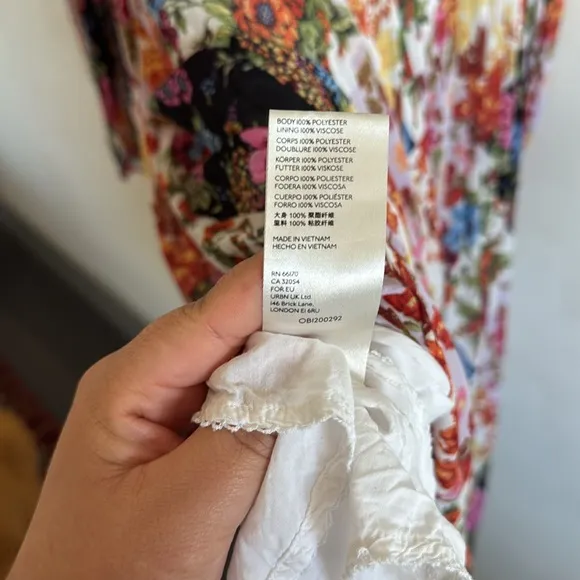 BODY 100% POLYESTER
LINING 100% VISCOSE
CORPS 100% POLYESTER
DOUBLURE 100% VISCOSE
KÖRPER 100% POLYESTER
FUTTER 100% VISKOSE
CORPO 100% POLIESTERE
FODERA 100% VISCOSA
CUERPO 100% POLIÉSTER
FORRO 100% VISCOSA
大身 100% 聚酯纤维
里料 100% 粘胶纤维
MADE IN VIETNAM
HECHO EN VIETNAM
RN 66170
CA 32054
FOR EU
URBN UK Ltd.
146 Brick Lane,
LONDON E1 6RU
OB1200292